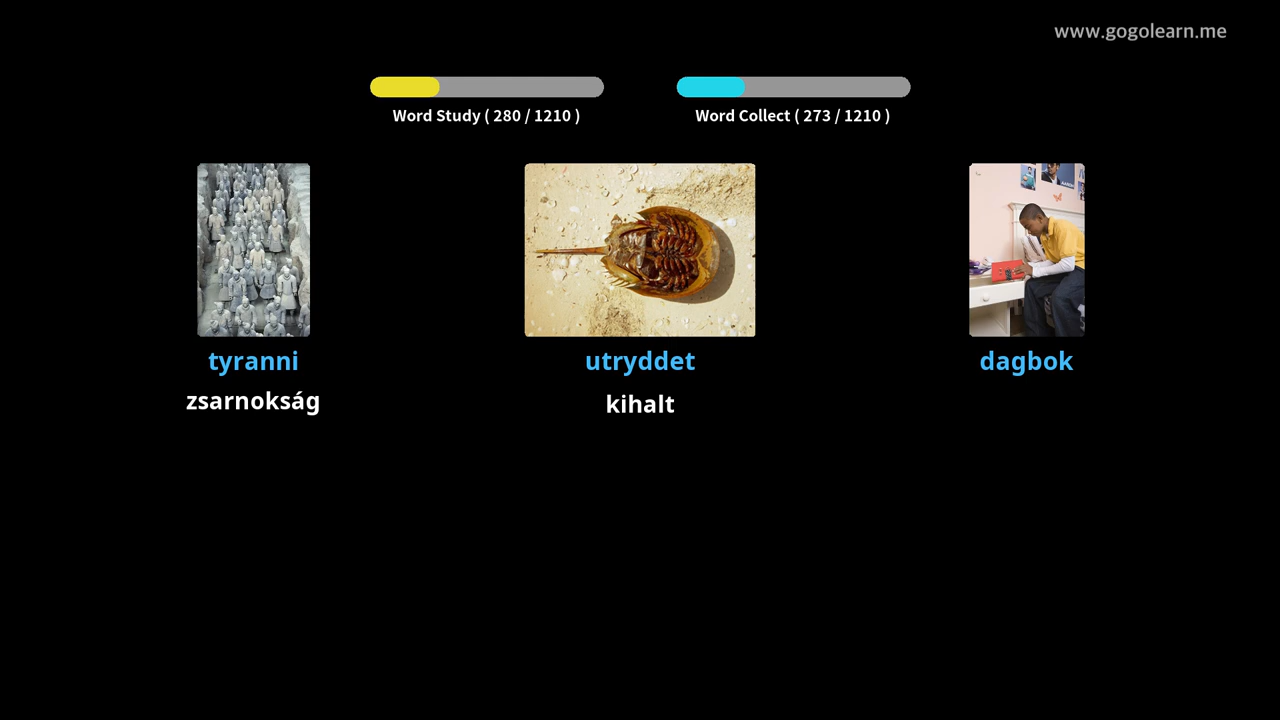 www.gogolearn.me
Word Study ( 280 / 1210 )
Word Collect ( 273 / 1210 )
tyranni
utryddet
dagbok
zsarnokság
kihalt